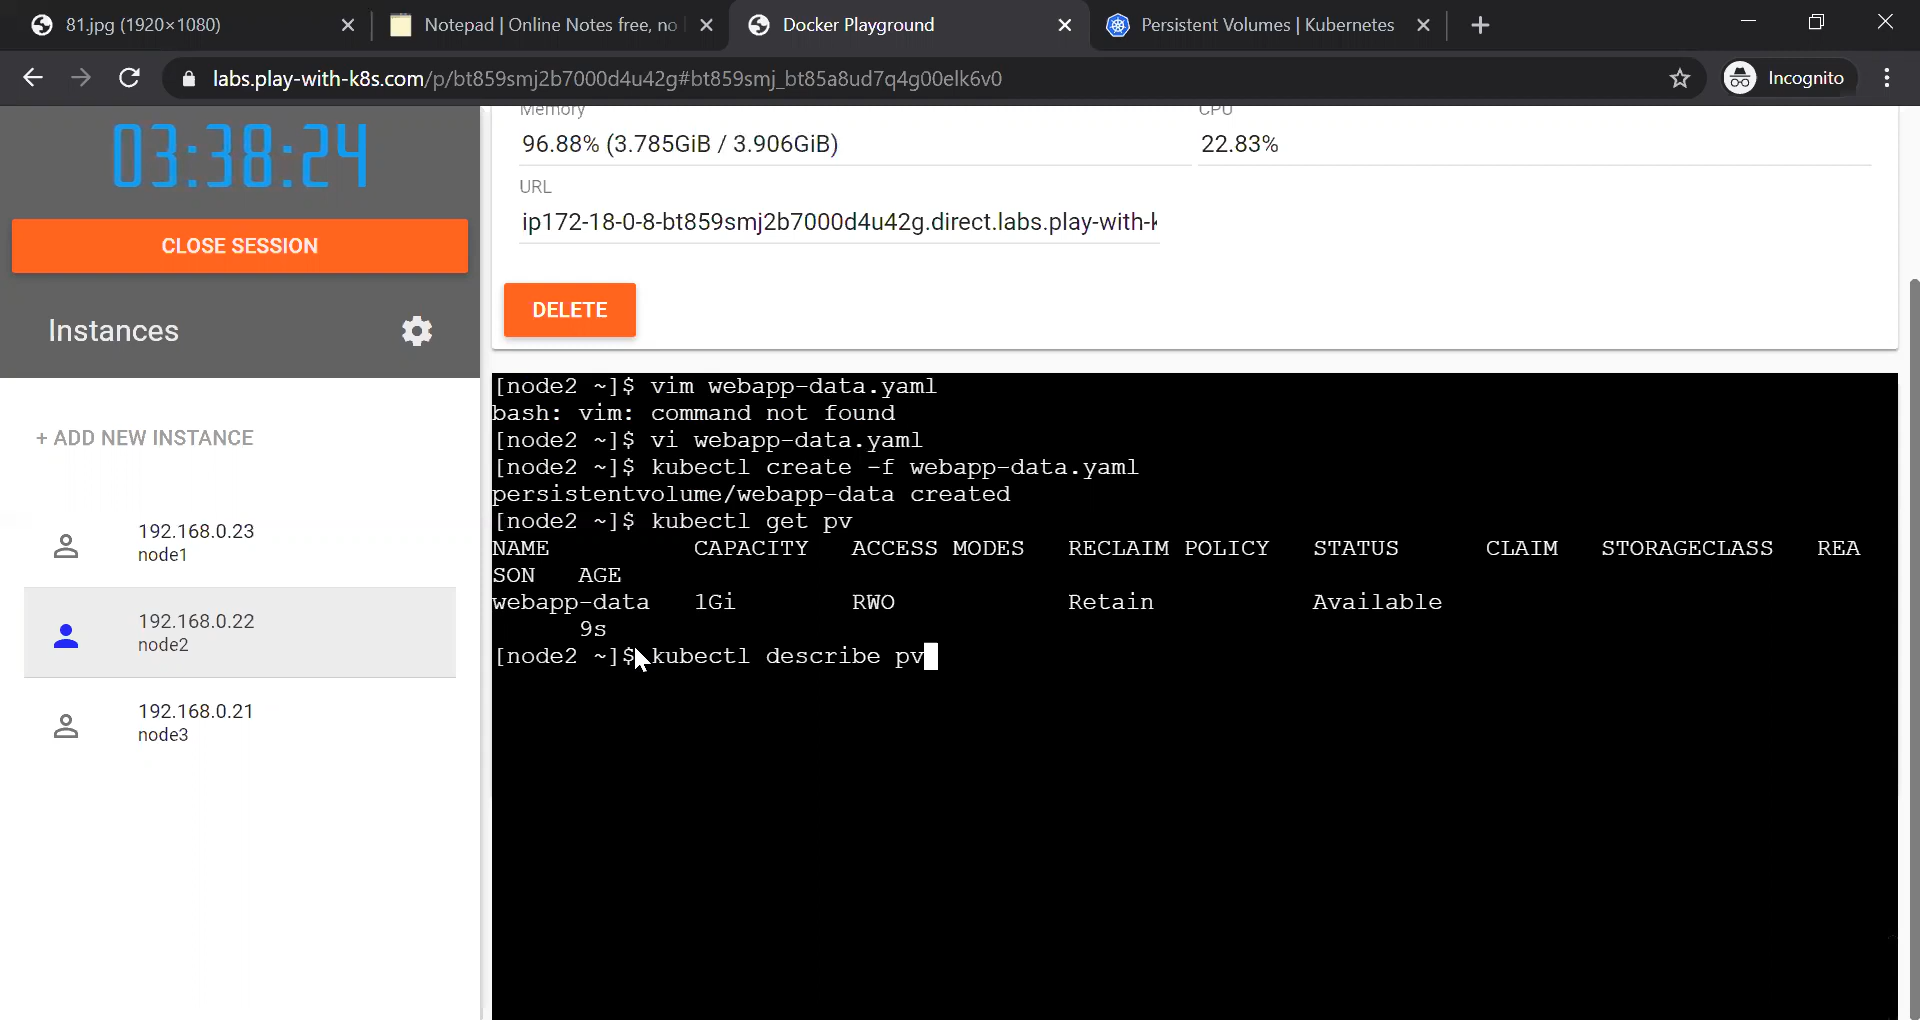 81.jpg (1920×1080)
Notepad | Online Notes free, no
Docker Playground
Persistent Volumes | Kubernetes
labs.play-with-k8s.com/p/bt859smj2b7000d4u42g#bt859smj_bt85a8ud7q4g00elk6v0
Incognito
03:38:24
CLOSE SESSION
Instances
+ ADD NEW INSTANCE
192.168.0.23
node1
192.168.0.22
node2
192.168.0.21
node3
Memory
96.88% (3.785GiB / 3.906GiB)
CPU
22.83%
URL
ip172-18-0-8-bt859smj2b7000d4u42g.direct.labs.play-with-k
DELETE
[node2 ~]$ vim webapp-data.yaml
bash: vim: command not found
[node2 ~]$ vi webapp-data.yaml
[node2 ~]$ kubectl create -f webapp-data.yaml
persistentvolume/webapp-data created
[node2 ~]$ kubectl get pv
NAME CAPACITY ACCESS MODES RECLAIM POLICY STATUS CLAIM STORAGECLASS REA
SON AGE
webapp-data 1Gi RWO Retain Available
9s
[node2 ~]$ kubectl describe pv